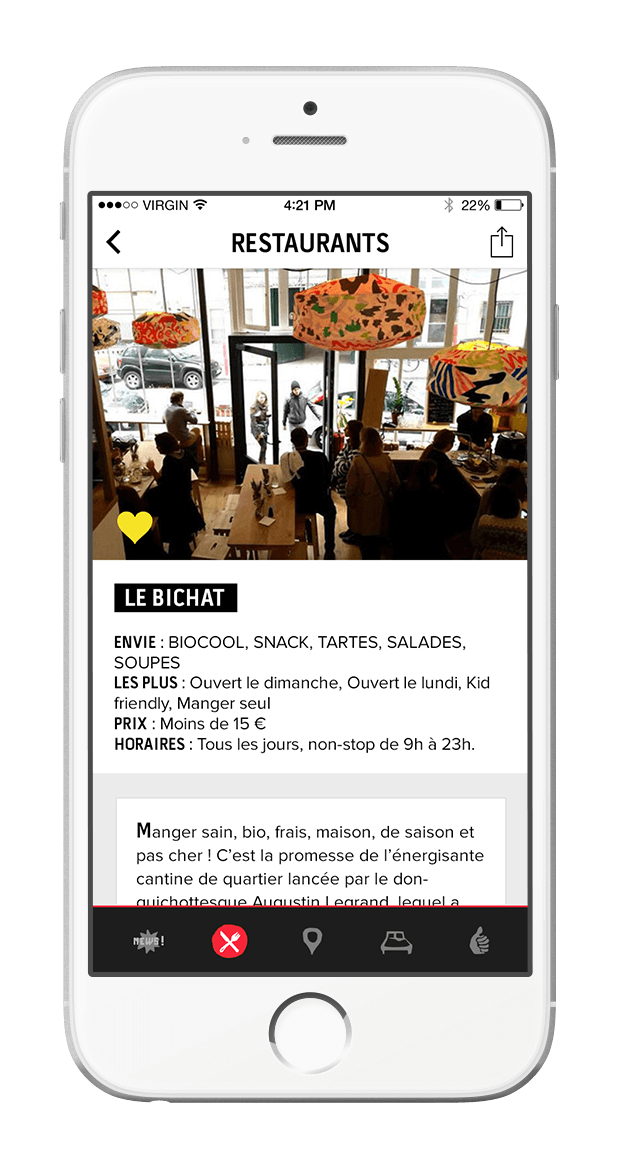 VIRGIN 4:21 PM 22%
RESTAURANTS
LE BICHAT
ENVIE : BIOCOOL, SNACK, TARTES, SALADES,
SOUPES
LES PLUS : Ouvert le dimanche, Ouvert le lundi, Kid
friendly, Manger seul
PRIX : Moins de 15 €
HORAIRES : Tous les jours, non-stop de 9h à 23h.
Manger sain, bio, frais, maison, de saison et
pas cher ! C’est la promesse de l’énergisante
cantine de quartier lancée par le don-
quichottesque Augustin Legrand, lequel a
NEWS !